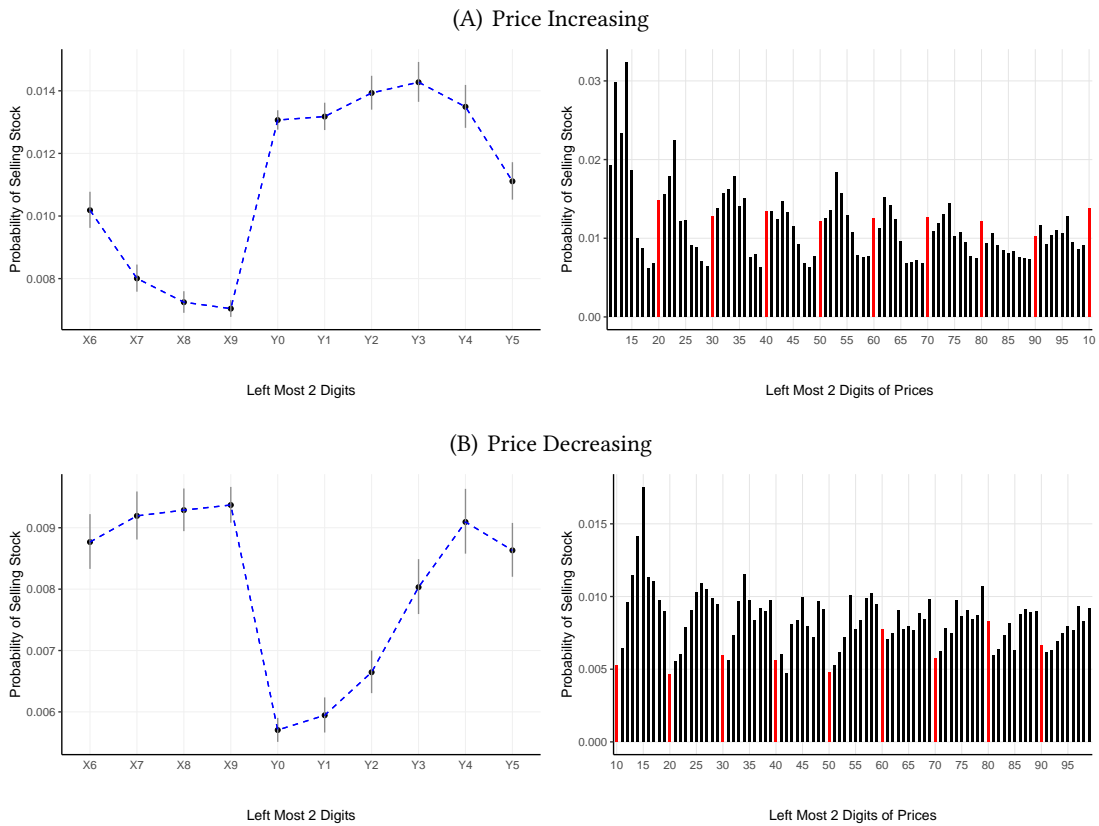 (A) Price Increasing
Probability of Selling Stock
0.014
0.012
0.010
0.008
X6 X7 X8 X9 Y0 Y1 Y2 Y3 Y4 Y5
Left Most 2 Digits
Probability of Selling Stock
0.03
0.02
0.01
0.00
15 20 25 30 35 40 45 50 55 60 65 70 75 80 85 90 95 10
Left Most 2 Digits of Prices
(B) Price Decreasing
Probability of Selling Stock
0.009
0.008
0.007
0.006
X6 X7 X8 X9 Y0 Y1 Y2 Y3 Y4 Y5
Left Most 2 Digits
Probability of Selling Stock
0.015
0.010
0.005
0.000
10 15 20 25 30 35 40 45 50 55 60 65 70 75 80 85 90 95
Left Most 2 Digits of Prices